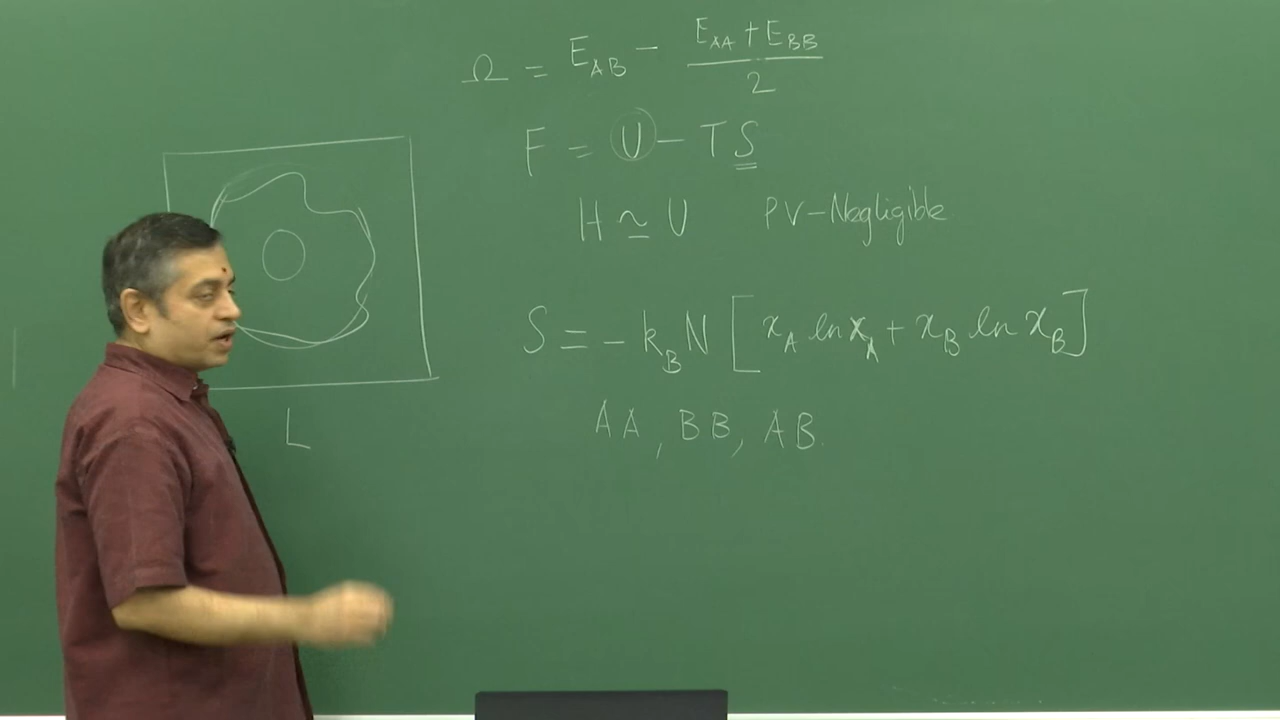 Ω = E_AB − (E_AA + E_BB)/2
F = U − TS
H ≃ U PV-Negligible
S = − k_B N [ x_A ln x_A + x_B ln x_B ]
L
AA, BB, AB.